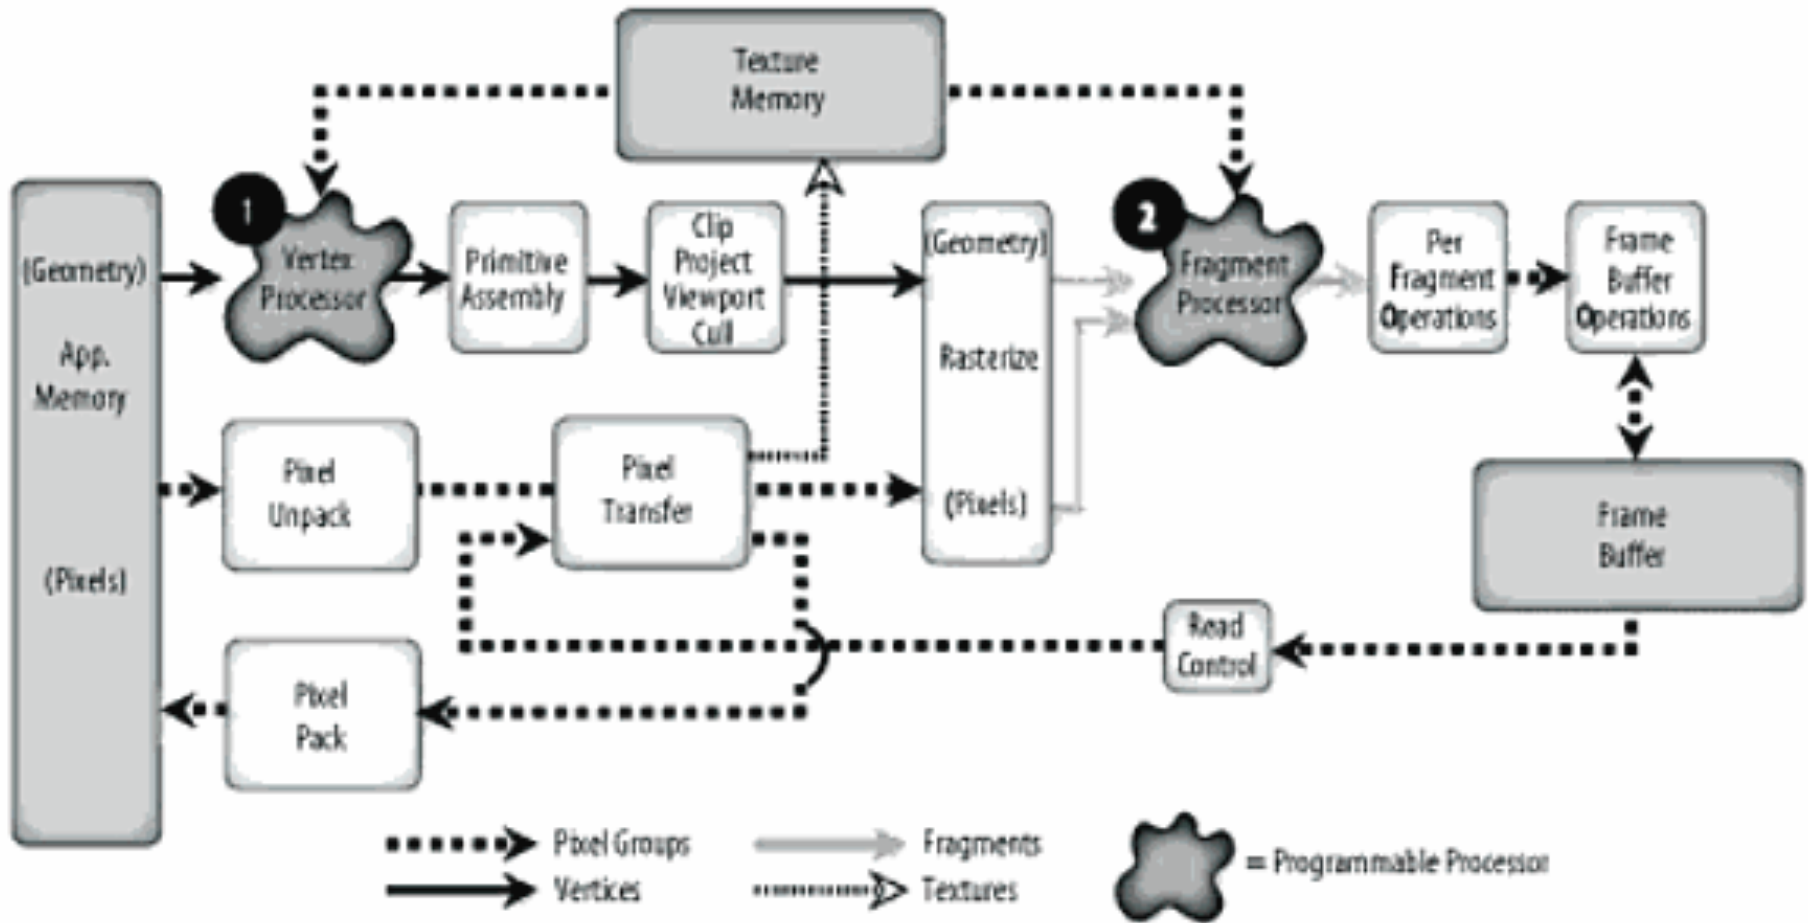 Texture
Memory
1
2
(Geometry)
App.
Memory
(Pixels)
Vertex
Processor
Primitive
Assembly
Clip
Project
Viewport
Cull
(Geometry)
Rasterize
(Pixels)
Fragment
Processor
Per
Fragment
Operations
Frame
Buffer
Operations
Pixel
Unpack
Pixel
Transfer
Frame
Buffer
Read
Control
Pixel
Pack
Pixel Groups
Vertices
Fragments
Textures
= Programmable Processor